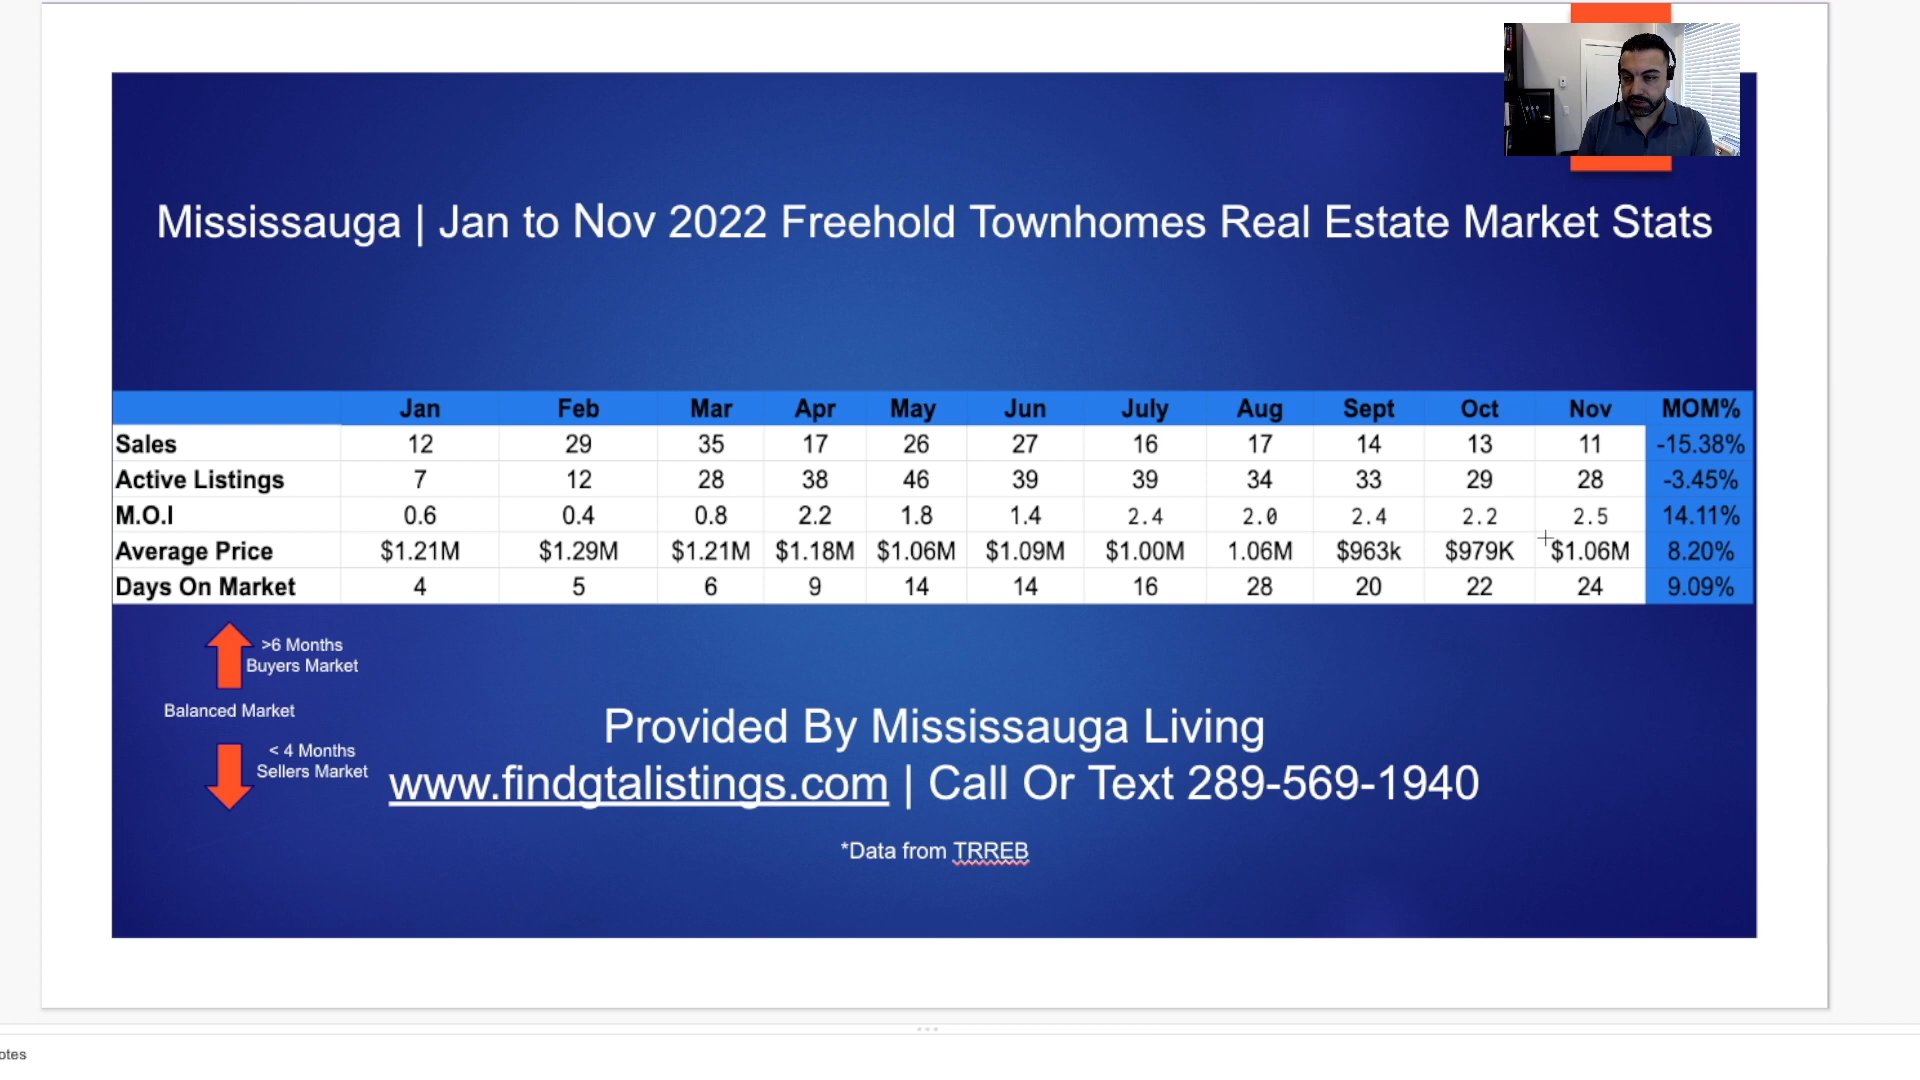 Mississauga | Jan to Nov 2022 Freehold Townhomes Real Estate Market Stats
Jan Feb Mar Apr May Jun July Aug Sept Oct Nov MOM%
Sales 12 29 35 17 26 27 16 17 14 13 11 -15.38%
Active Listings 7 12 28 38 46 39 39 34 33 29 28 -3.45%
M.O.I 0.6 0.4 0.8 2.2 1.8 1.4 2.4 2.0 2.4 2.2 2.5 14.11%
Average Price $1.21M $1.29M $1.21M $1.18M $1.06M $1.09M $1.00M 1.06M $963k $979K $1.06M 8.20%
Days On Market 4 5 6 9 14 14 16 28 20 22 24 9.09%
>6 Months
Buyers Market
Balanced Market
< 4 Months
Sellers Market
Provided By Mississauga Living
www.findgtalistings.com | Call Or Text 289-569-1940
*Data from TRREB
otes